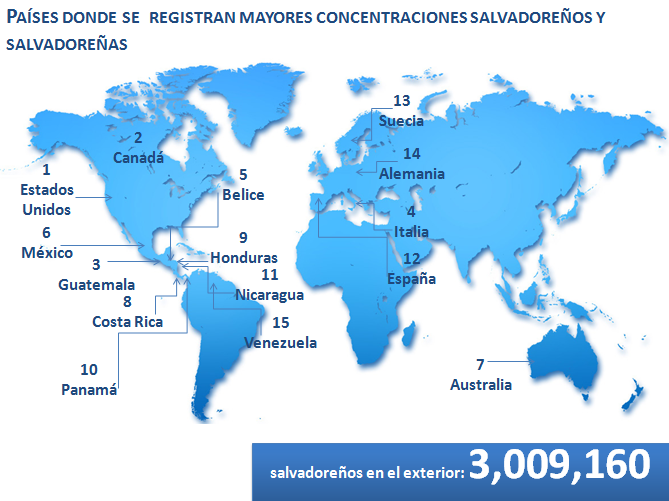 PAÍSES DONDE SE REGISTRAN MAYORES CONCENTRACIONES SALVADOREÑOS Y
SALVADOREÑAS
13
Suecia
2
Canadá
14
Alemania
1
Estados
Unidos
5
Belice
4
Italia
6
México
9
Honduras
3
Guatemala
12
España
11
Nicaragua
8
Costa Rica
15
Venezuela
10
Panamá
7
Australia
salvadoreños en el exterior: 3,009,160